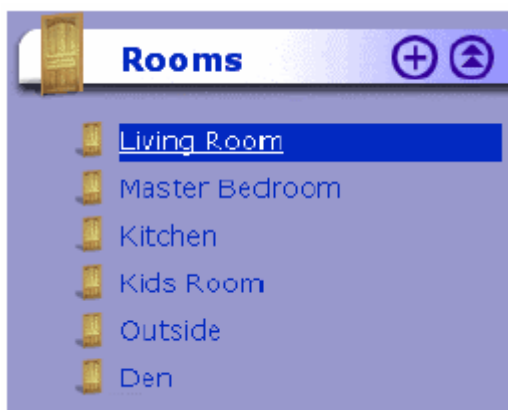 Rooms
Living Room
Master Bedroom
Kitchen
Kids Room
Outside
Den